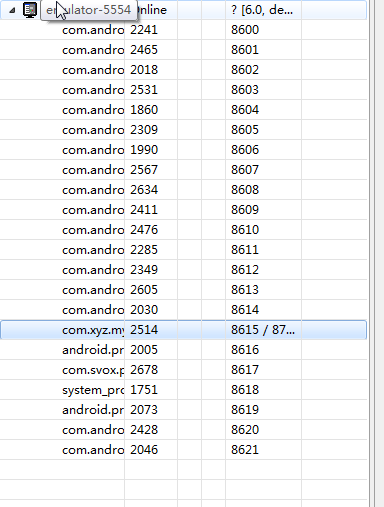 emulator-5554 Online ? [6.0, de...
com.andro 2241 8600
com.andro 2465 8601
com.andro 2018 8602
com.andro 2531 8603
com.andro 1860 8604
com.andro 2309 8605
com.andro 1990 8606
com.andro 2567 8607
com.andro 2634 8608
com.andro 2411 8609
com.andro 2476 8610
com.andro 2285 8611
com.andro 2349 8612
com.andro 2605 8613
com.andro 2030 8614
com.xyz.my 2514 8615 / 87...
android.pr 2005 8616
com.svox.p 2678 8617
system_pro 1751 8618
android.pr 2073 8619
com.andro 2428 8620
com.andro 2046 8621